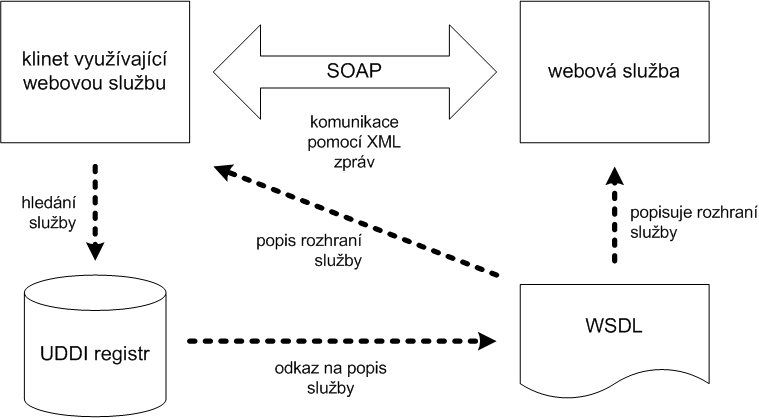 klinet využívající
webovou službu
SOAP
webová služba
komunikace
pomocí XML
zpráv
hledání
služby
popis rozhraní
služby
popisuje rozhraní
služby
UDDI registr
WSDL
odkaz na popis
služby